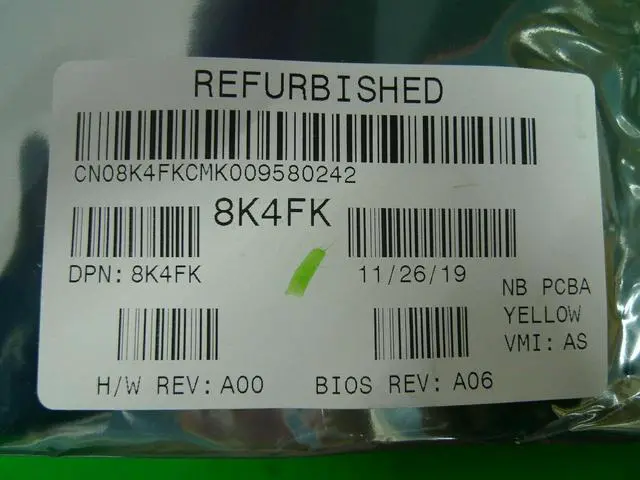 REFURBISHED
CN08K4FKCMK009580242
8K4FK
DPN: 8K4FK
11/26/19
NB PCBA
YELLOW
VMI: AS
H/W REV: A00
BIOS REV: A06